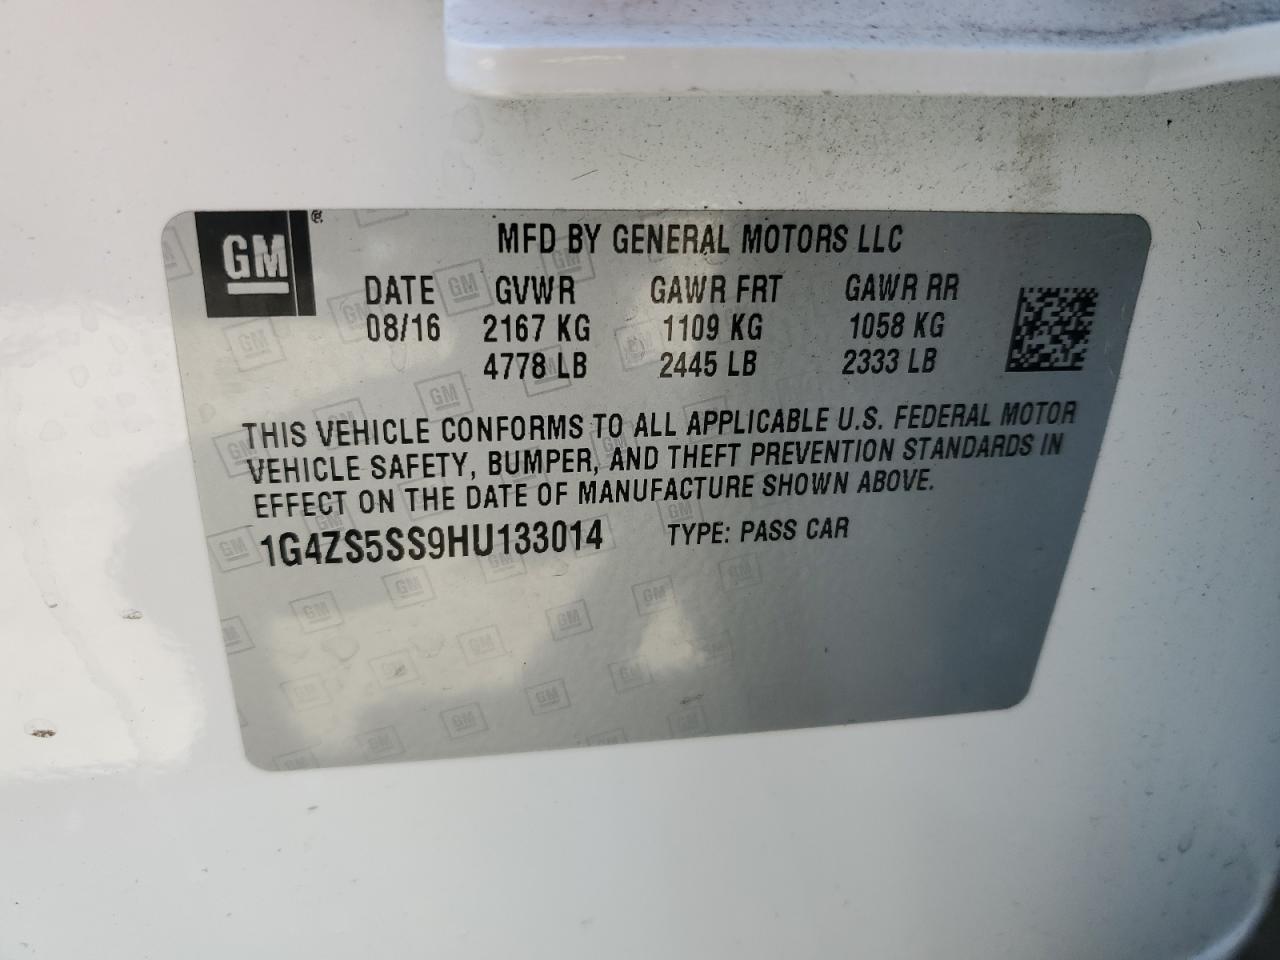 GM®
MFD BY GENERAL MOTORS LLC
DATE GVWR GAWR FRT GAWR RR
08/16 2167 KG 1109 KG 1058 KG
4778 LB 2445 LB 2333 LB
THIS VEHICLE CONFORMS TO ALL APPLICABLE U.S. FEDERAL MOTOR
VEHICLE SAFETY, BUMPER, AND THEFT PREVENTION STANDARDS IN
EFFECT ON THE DATE OF MANUFACTURE SHOWN ABOVE.
1G4ZS5SS9HU133014 TYPE: PASS CAR